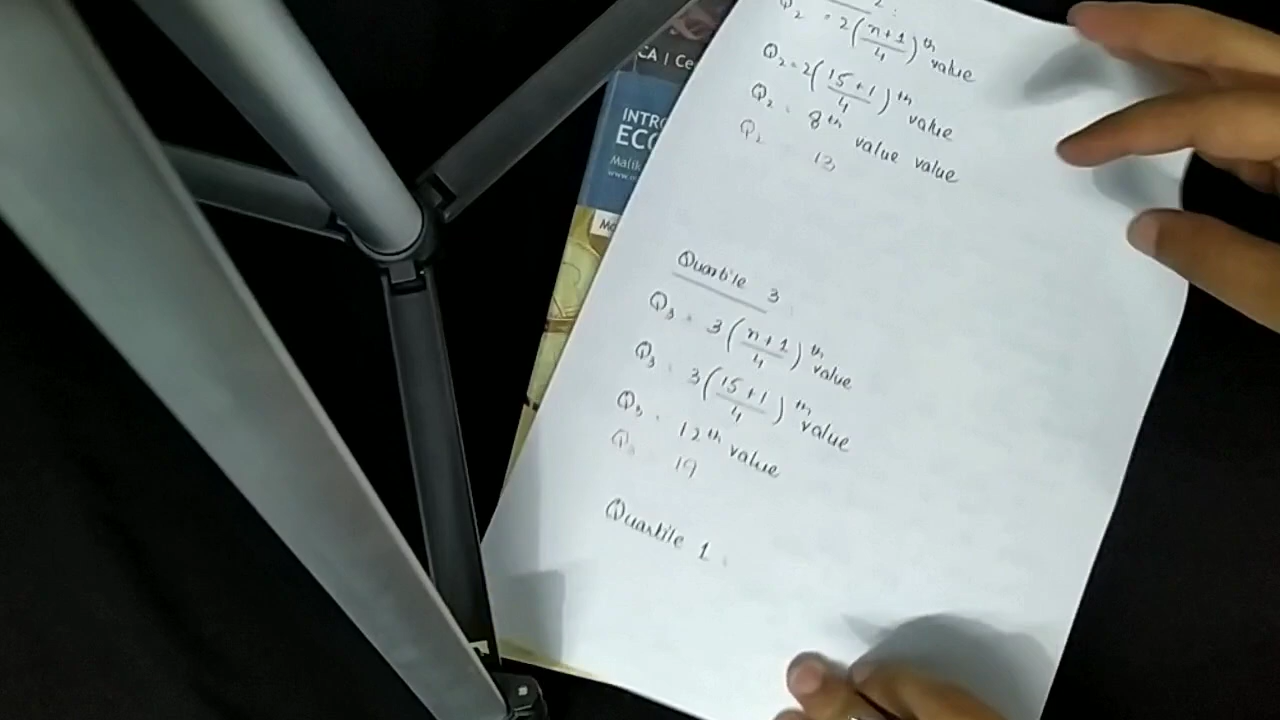 2:
Q2 = 2(n+1/4)th value
Q2 = 2(15+1/4)th value
Q2 = 8th value value
Q2 13
Quartile 3
Q3 = 3(n+1/4)th value
Q3 = 3(15+1/4)th value
Q3 = 12th value
Q3 19
Quartile 1:
CA | Ce
INTRO
ECO
Malik